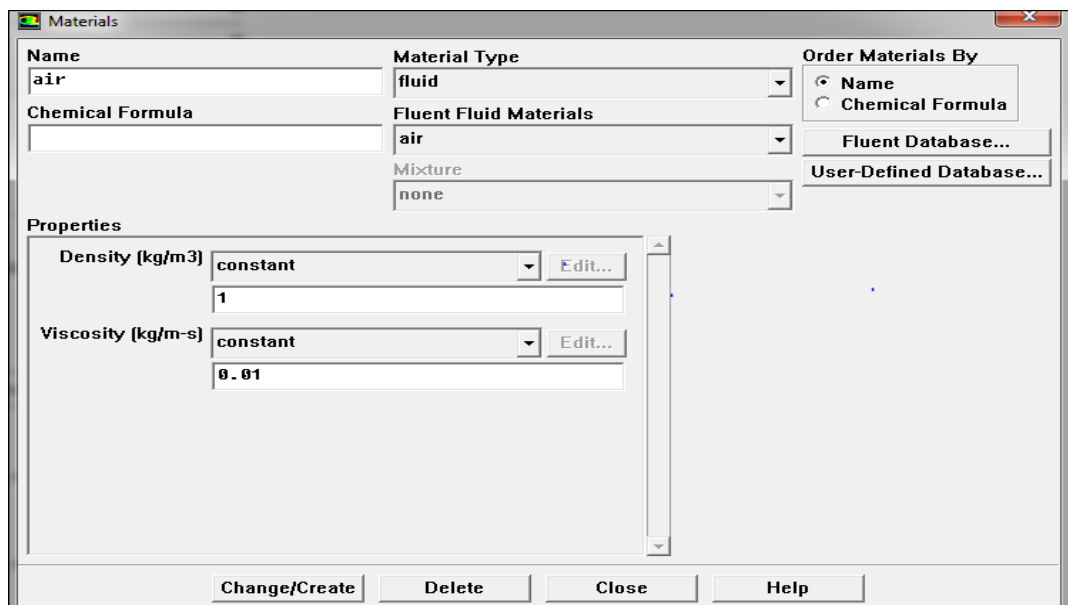 Materials
Name
air
Chemical Formula
Material Type
fluid
Fluent Fluid Materials
air
Mixture
none
Order Materials By
Name
Chemical Formula
Fluent Database...
User-Defined Database...
Properties
Density (kg/m3) constant Edit...
1
Viscosity (kg/m-s) constant Edit...
0.01
Change/Create Delete Close Help